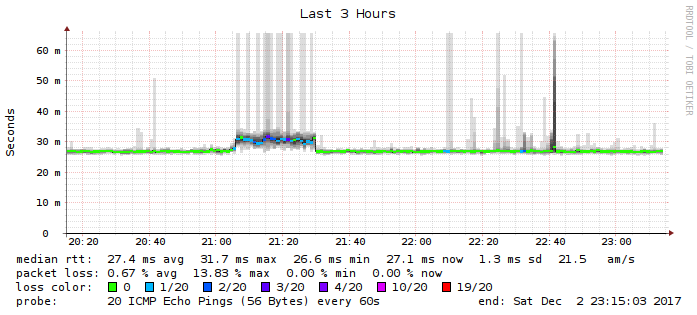 Last 3 Hours
RRDTOOL / TOBI OETIKER
Seconds
60 m
50 m
40 m
30 m
20 m
10 m
0
20:20 20:40 21:00 21:20 21:40 22:00 22:20 22:40 23:00
median rtt: 27.4 ms avg 31.7 ms max 26.6 ms min 27.1 ms now 1.3 ms sd 21.5 am/s
packet loss: 0.67 % avg 13.83 % max 0.00 % min 0.00 % now
loss color: 0 1/20 2/20 3/20 4/20 10/20 19/20
probe: 20 ICMP Echo Pings (56 Bytes) every 60s end: Sat Dec 2 23:15:03 2017